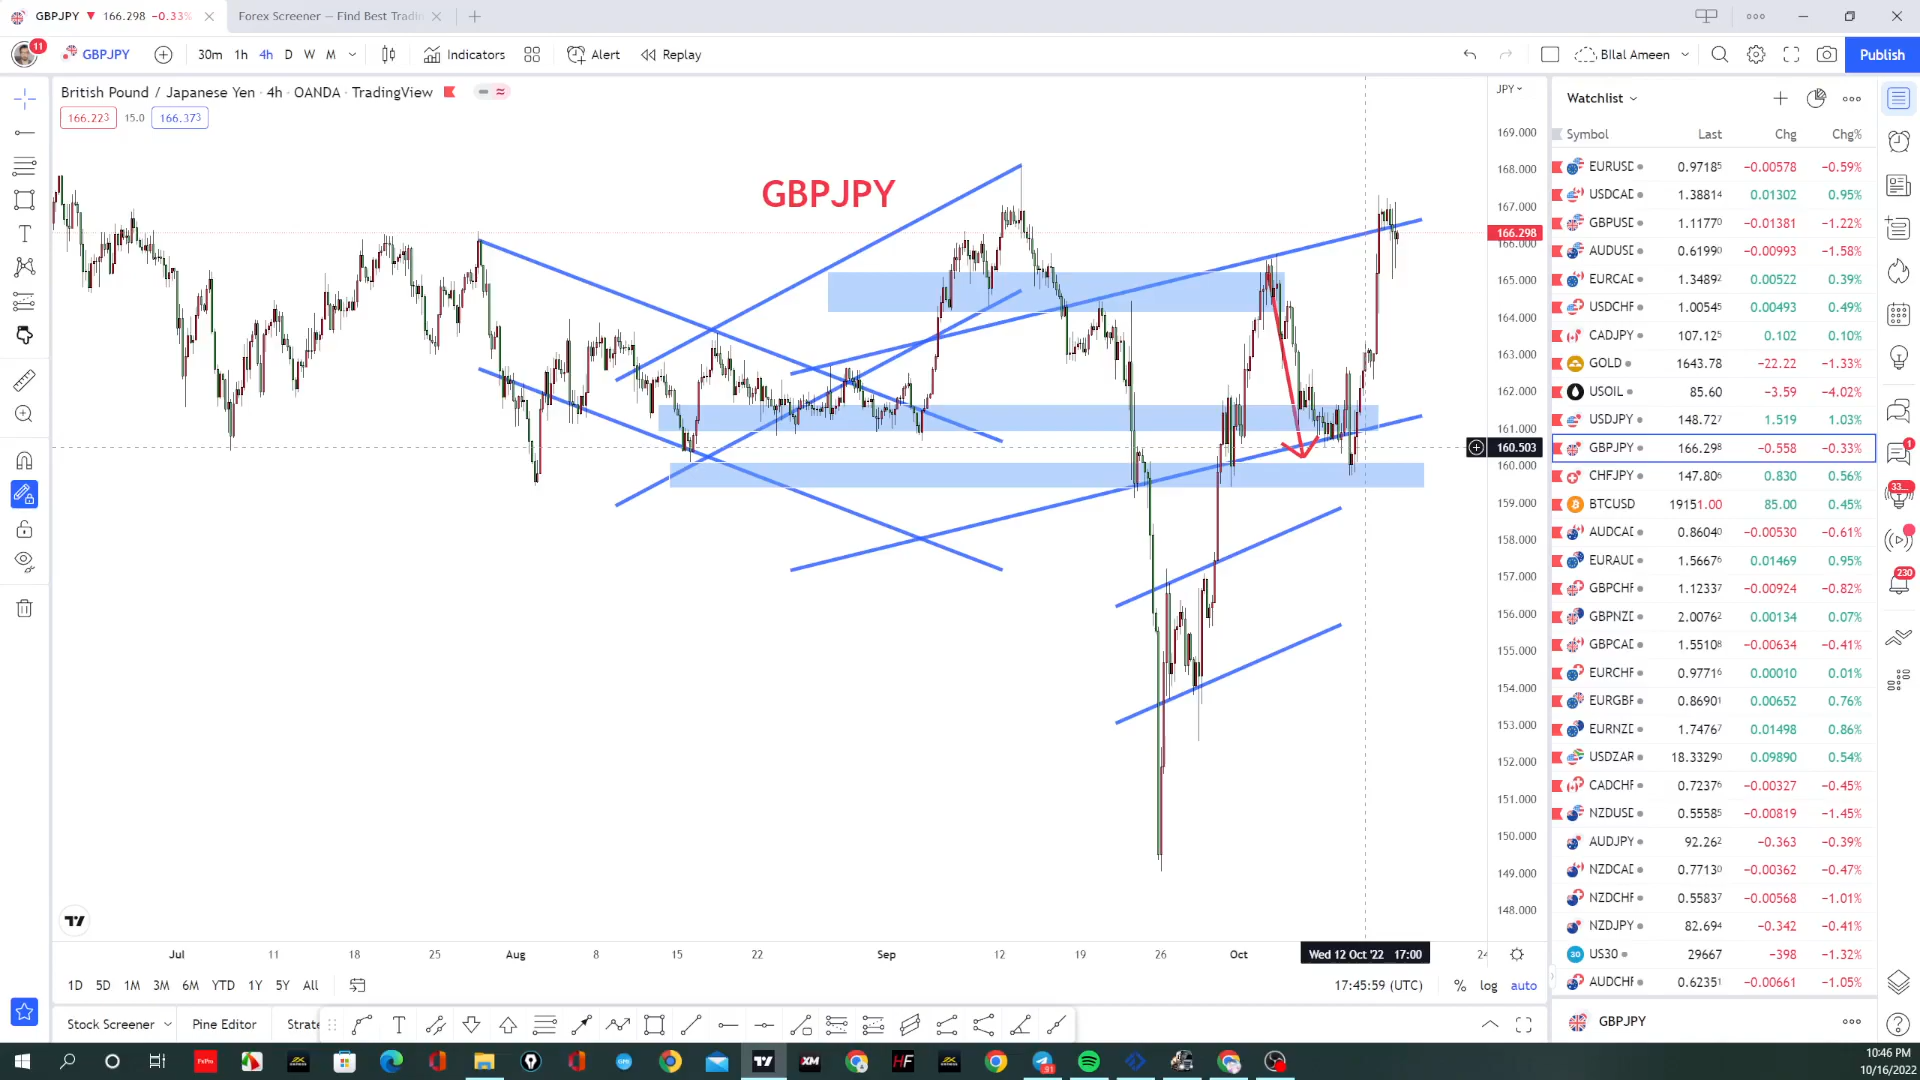 GBPJPY ▼ 166.298 −0.33%
Forex Screener — Find Best Tradin
11
GBPJPY
30m 1h 4h D W M
Indicators
Alert
Replay
BIlal Ameen
Publish
British Pound / Japanese Yen · 4h · OANDA · TradingView
166.223 15.0 166.373
GBPJPY
JPY
169.000
168.000
167.000
166.298
166.000
165.000
164.000
163.000
162.000
161.000
160.503
160.000
159.000
158.000
157.000
156.000
155.000
154.000
153.000
152.000
151.000
150.000
149.000
148.000
Jul 11 18 25 Aug 8 15 22 Sep 12 19 26 Oct Wed 12 Oct '22 17:00 24
1D 5D 1M 3M 6M YTD 1Y 5Y All
17:45:59 (UTC) % log auto
Stock Screener Pine Editor Strate
Watchlist
Symbol Last Chg Chg%
EURUSD 0.97185 −0.00578 −0.59%
USDCAD 1.38814 0.01302 0.95%
GBPUSD 1.11770 −0.01381 −1.22%
AUDUSD 0.61990 −0.00993 −1.58%
EURCAD 1.34892 0.00522 0.39%
USDCHF 1.00545 0.00493 0.49%
CADJPY 107.125 0.102 0.10%
GOLD 1643.78 −22.22 −1.33%
USOIL 85.60 −3.59 −4.02%
USDJPY 148.727 1.519 1.03%
GBPJPY 166.298 −0.558 −0.33%
CHFJPY 147.806 0.830 0.56%
BTCUSD 19151.00 85.00 0.45%
AUDCAD 0.86040 −0.00530 −0.61%
EURAUD 1.56676 0.01469 0.95%
GBPCHF 1.12337 −0.00924 −0.82%
GBPNZD 2.00762 0.00134 0.07%
GBPCAD 1.55108 −0.00634 −0.41%
EURCHF 0.97716 0.00010 0.01%
EURGBP 0.86901 0.00652 0.76%
EURNZD 1.74767 0.01498 0.86%
USDZAR 18.33290 0.09890 0.54%
CADCHF 0.72376 −0.00327 −0.45%
NZDUSD 0.55585 −0.00819 −1.45%
AUDJPY 92.262 −0.363 −0.39%
NZDCAD 0.77130 −0.00362 −0.47%
NZDCHF 0.55837 −0.00568 −1.01%
NZDJPY 82.694 −0.342 −0.41%
30 US30 29667 −398 −1.32%
AUDCHF 0.62351 −0.00661 −1.05%
GBPJPY
1
33...
230
FxPro
XM
HF
91
10:46 PM
10/16/2022